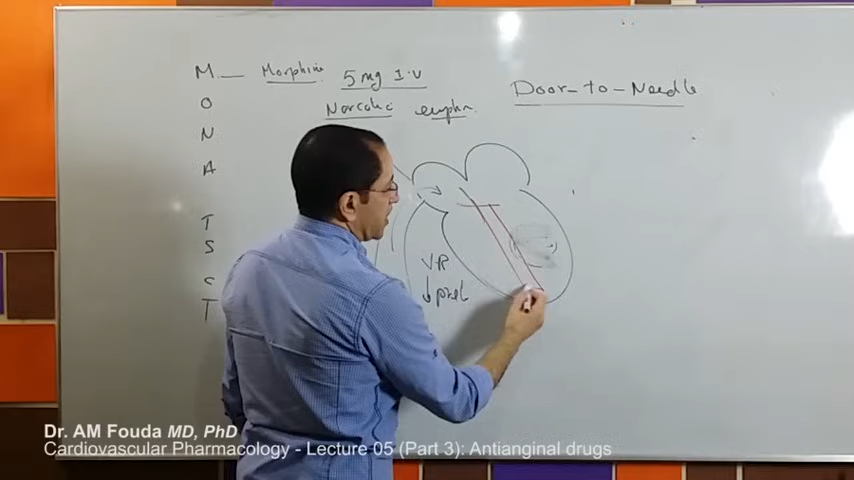 M — Morphine 5 mg I.V
O Narcotic euphn.
N
A
T
S
C
T
Door-to-Needle
VR
↓ prel
Dr. AM Fouda MD, PhD
Cardiovascular Pharmacology - Lecture 05 (Part 3): Antianginal drugs